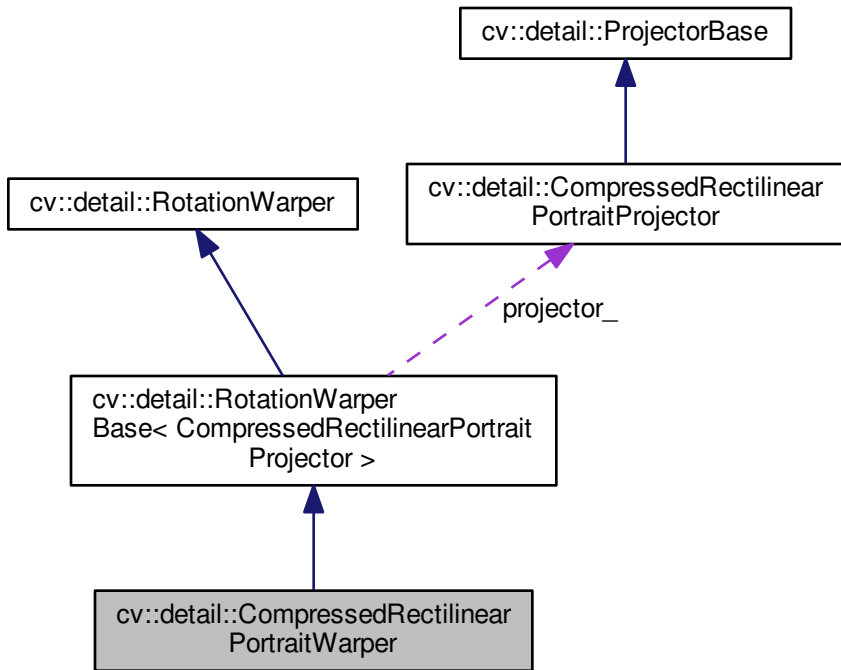 cv::detail::ProjectorBase
cv::detail::CompressedRectilinear
PortraitProjector
cv::detail::RotationWarper
projector_
cv::detail::RotationWarper
Base< CompressedRectilinearPortrait
Projector >
cv::detail::CompressedRectilinear
PortraitWarper